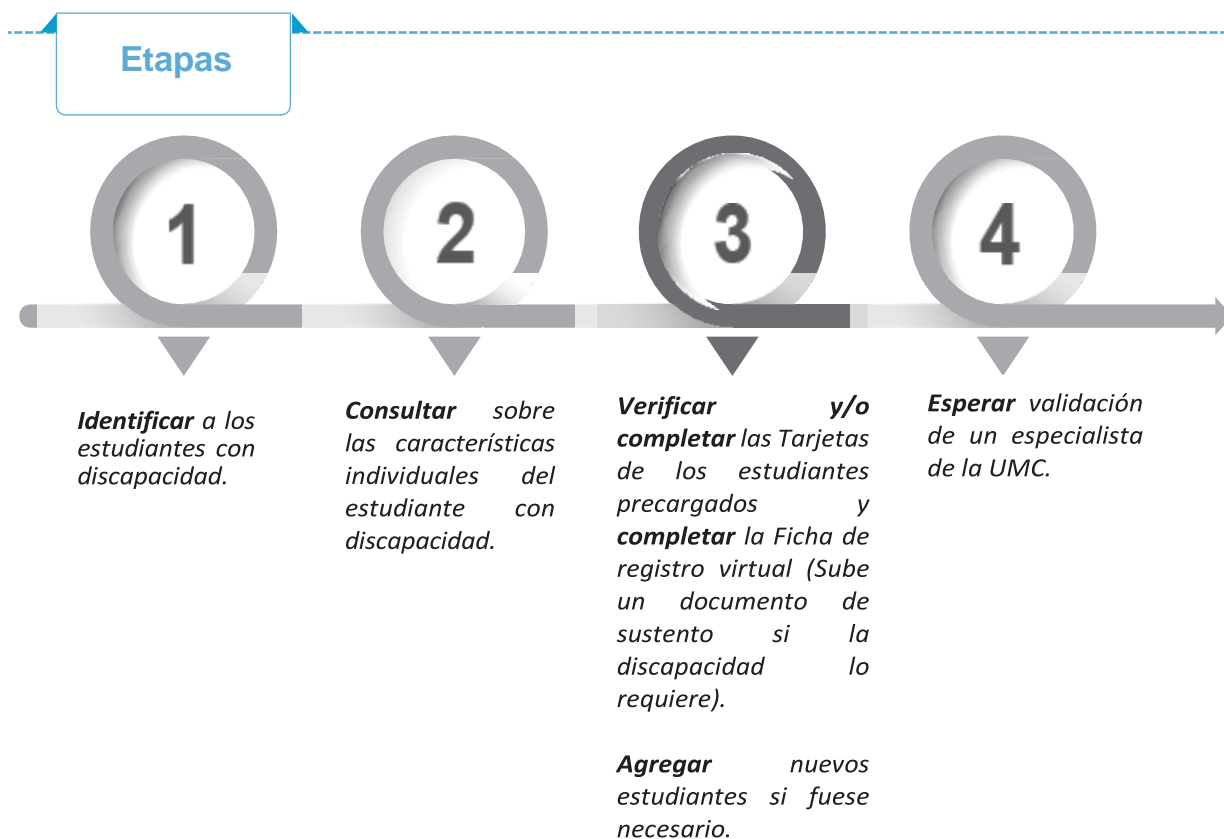 Etapas
1
2
3
4
Identificar a los
estudiantes con
discapacidad.
Consultar sobre
las características
individuales del
estudiante con
discapacidad.
Verificar y/o
completar las Tarjetas
de los estudiantes
precargados y
completar la Ficha de
registro virtual (Sube
un documento de
sustento si la
discapacidad lo
requiere).
Agregar nuevos
estudiantes si fuese
necesario.
Esperar validación
de un especialista
de la UMC.